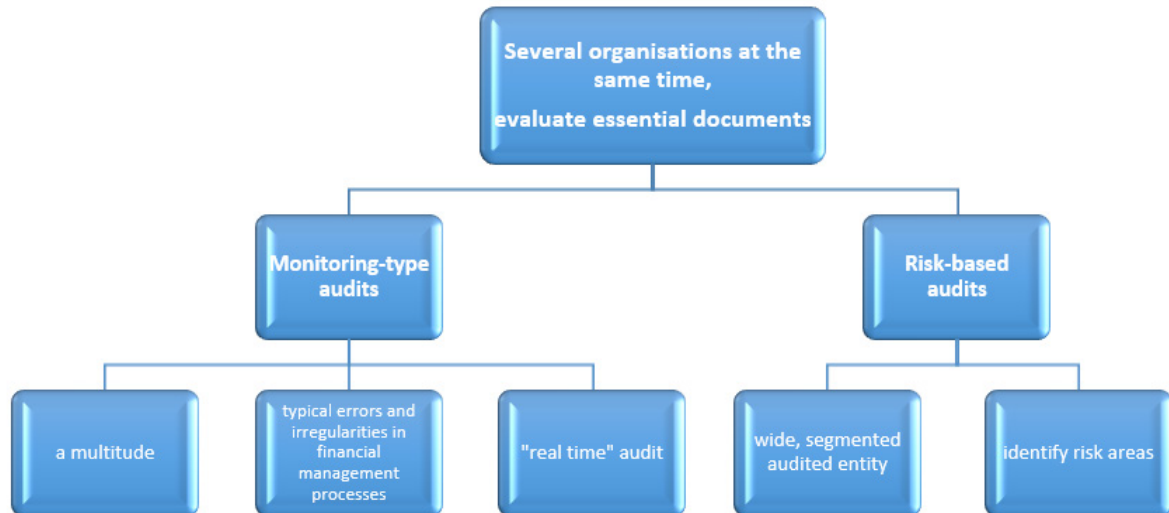 Several organisations at the
same time,
evaluate essential documents
Monitoring-type
audits
Risk-based
audits
a multitude
typical errors and
irregularities in
financial
management
processes
"real time" audit
wide, segmented
audited entity
identify risk areas